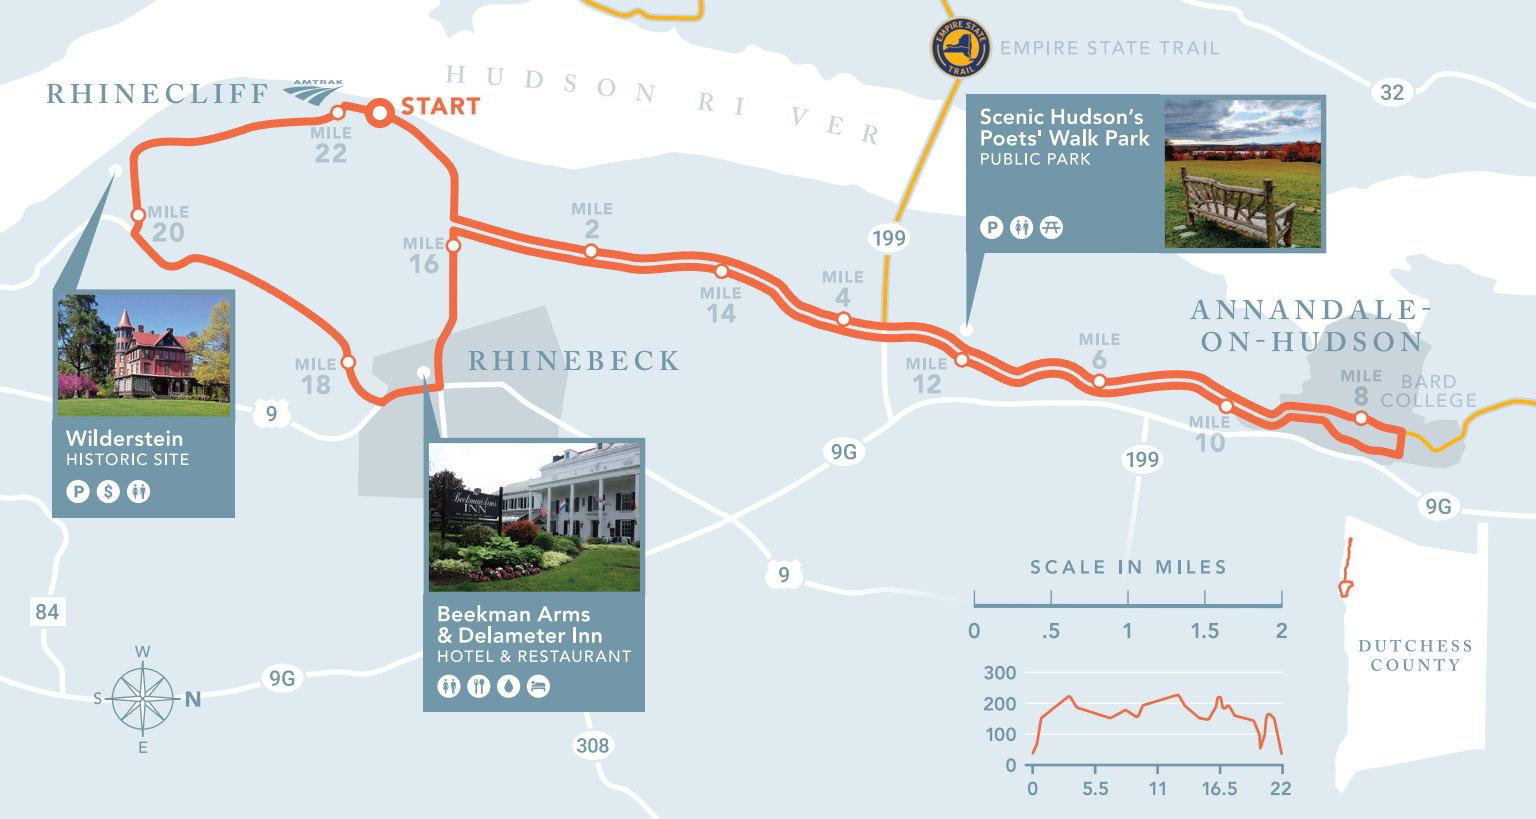 EMPIRE STATE
TRAIL
EMPIRE STATE TRAIL
HUDSON RIVER
RHINECLIFF
AMTRAK
START
MILE
22
32
Scenic Hudson's
Poets' Walk Park
PUBLIC PARK
P
MILE
20
MILE
2
MILE
16
199
MILE
14
MILE
4
ANNANDALE-
ON-HUDSON
RHINEBECK
MILE
18
MILE
12
MILE
6
MILE
8
BARD
COLLEGE
MILE
10
9
Wilderstein
HISTORIC SITE
P
$
9G
199
9G
Beekman Arms
INN
9
Beekman Arms
& Delameter Inn
HOTEL & RESTAURANT
84
9G
308
W
S
N
E
SCALE IN MILES
0 .5 1 1.5 2
300
200
100
0
0 5.5 11 16.5 22
DUTCHESS
COUNTY